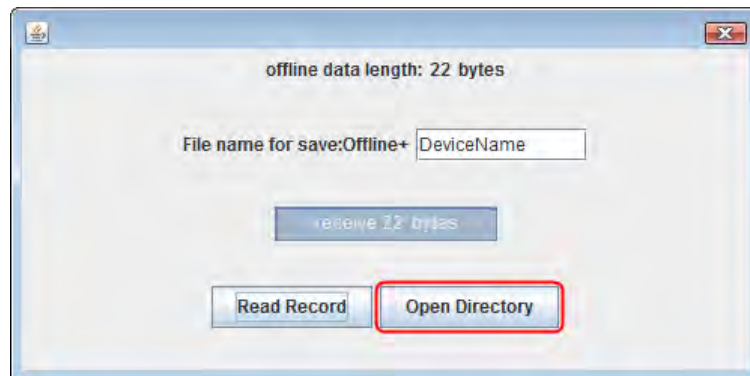 offline data length: 22 bytes
File name for save:Offline+ DeviceName
receive 22 bytes
Read Record Open Directory